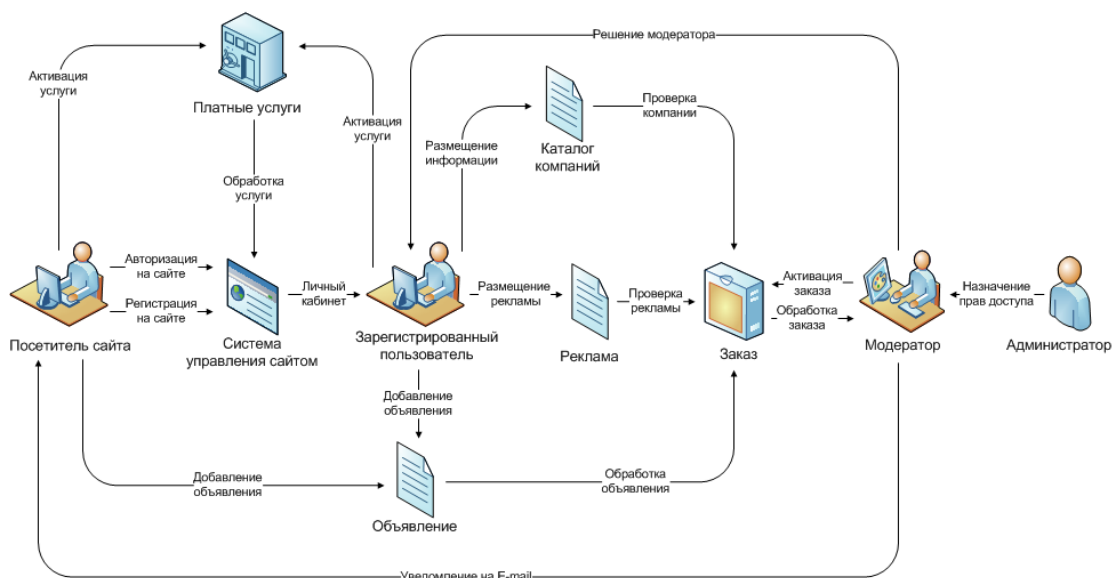 Решение модератора
Активация
услуги
Платные услуги
Активация
услуги
Проверка
компании
Размещение
информации
Каталог
компаний
Обработка
услуги
Авторизация
на сайте
Регистрация
на сайте
Личный
кабинет
Размещение
рекламы
Проверка
рекламы
Активация
заказа
Обработка
заказа
Назначение
прав доступа
Посетитель сайта
Система
управления сайтом
Зарегистрированный
пользователь
Реклама
Заказ
Модератор
Администратор
Добавление
объявления
Добавление
объявления
Обработка
объявления
Объявление
Уведомление на E-mail